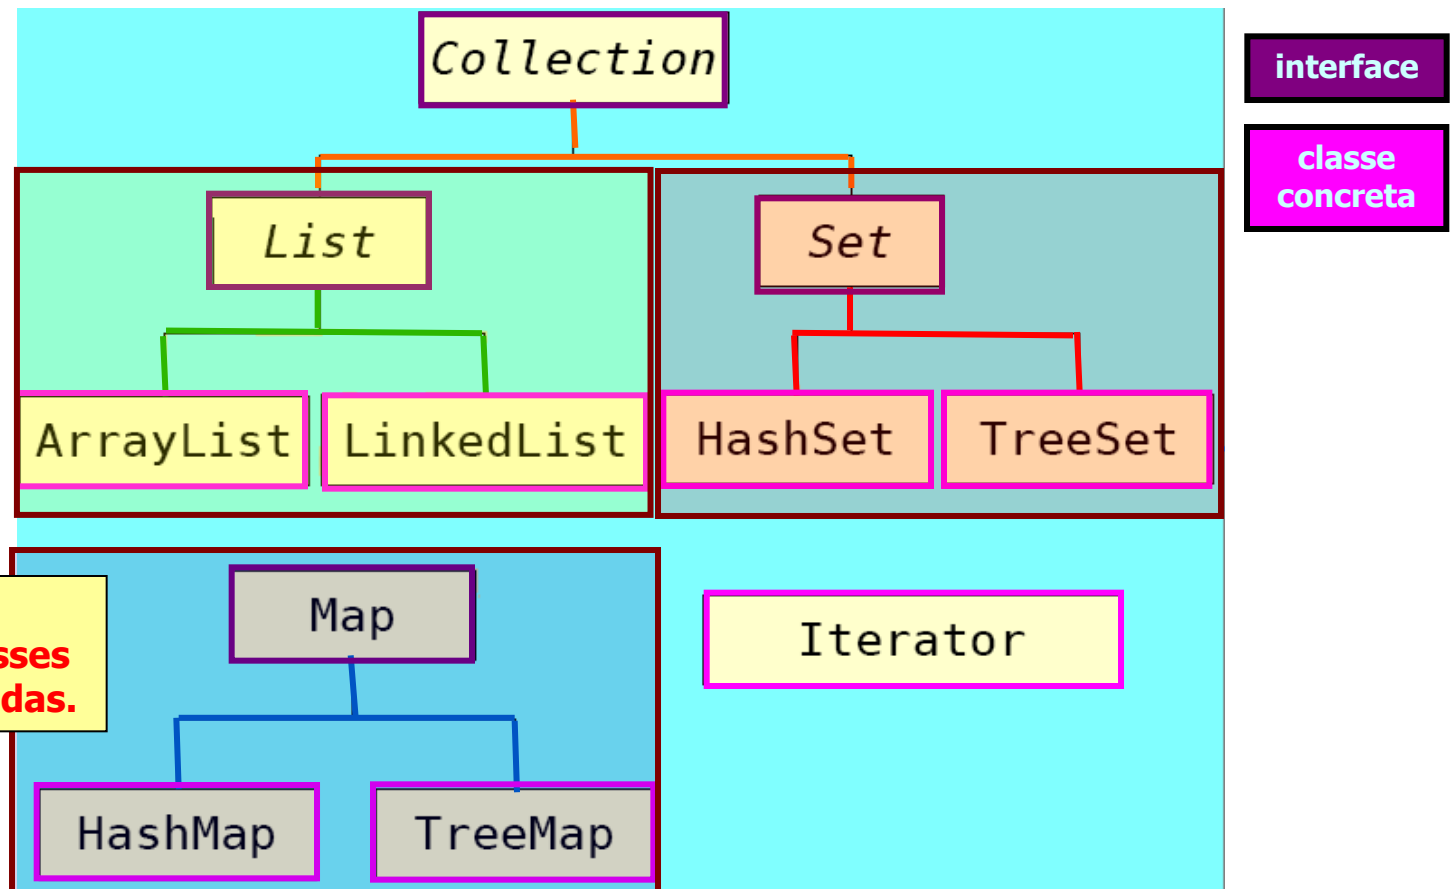 Collection
interface
classe
concreta
List
Set
ArrayList
LinkedList
HashSet
TreeSet
Map
Iterator
sses
das.
HashMap
TreeMap